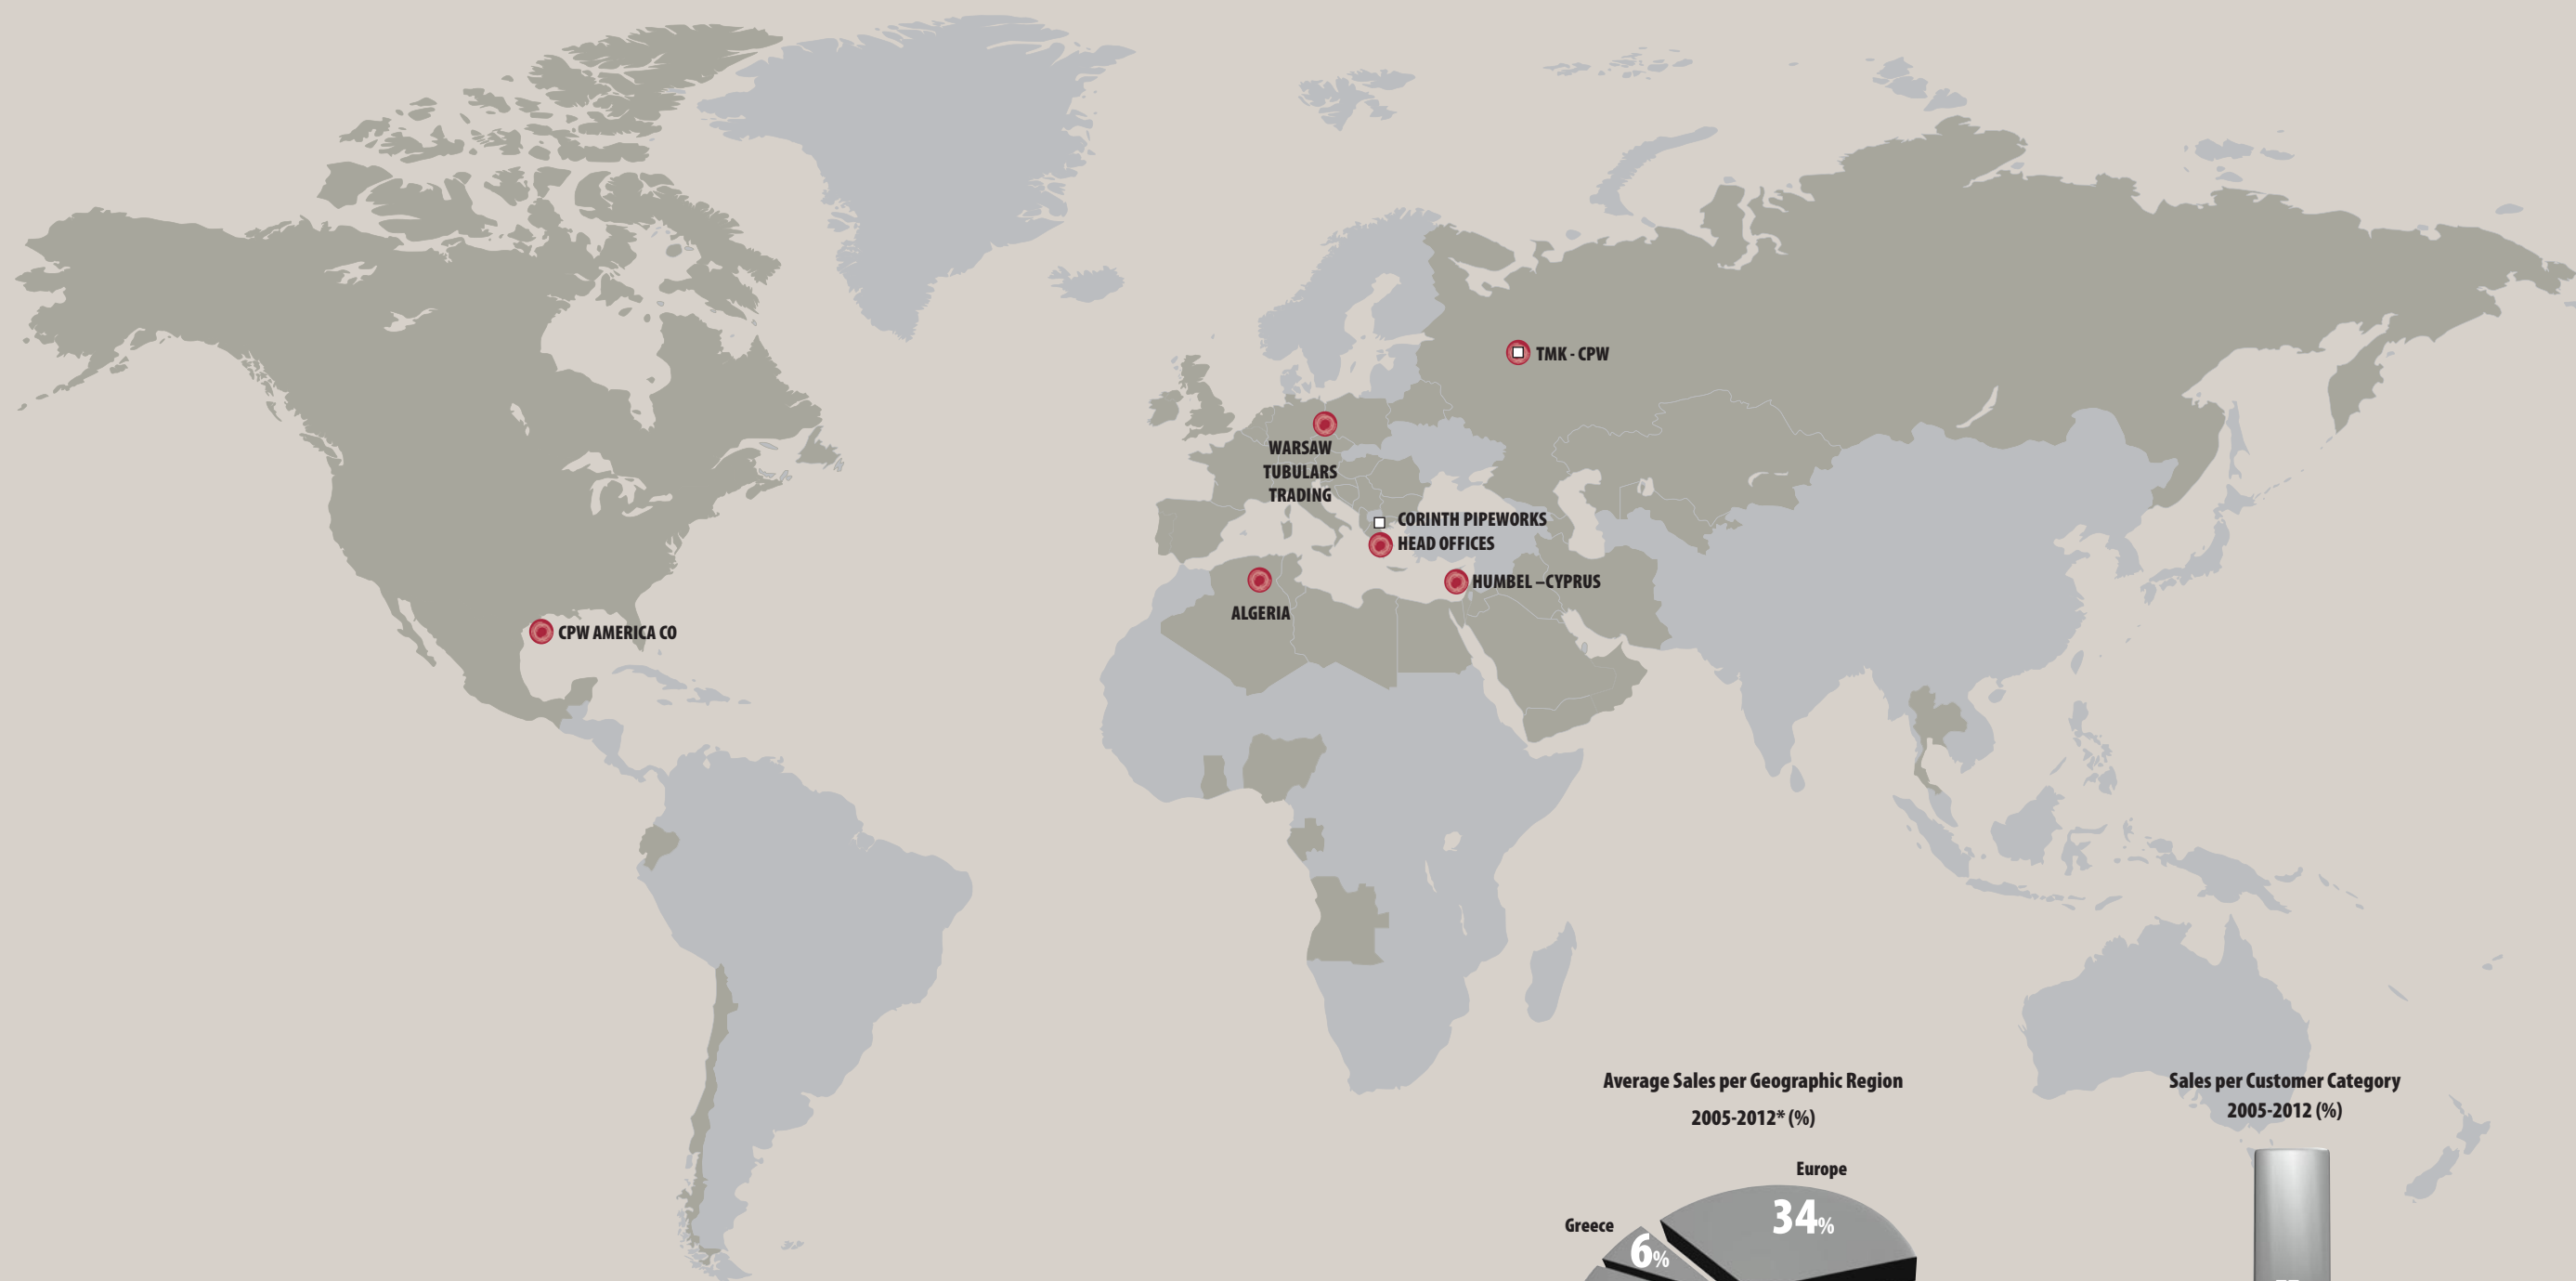 TMK - CPW
WARSAW
TUBULARS
TRADING
CORINTH PIPEWORKS
HEAD OFFICES
HUMBEL –CYPRUS
ALGERIA
CPW AMERICA CO
Average Sales per Geographic Region
2005-2012* (%)
Europe
34%
Greece
6%
Sales per Customer Category
2005-2012 (%)